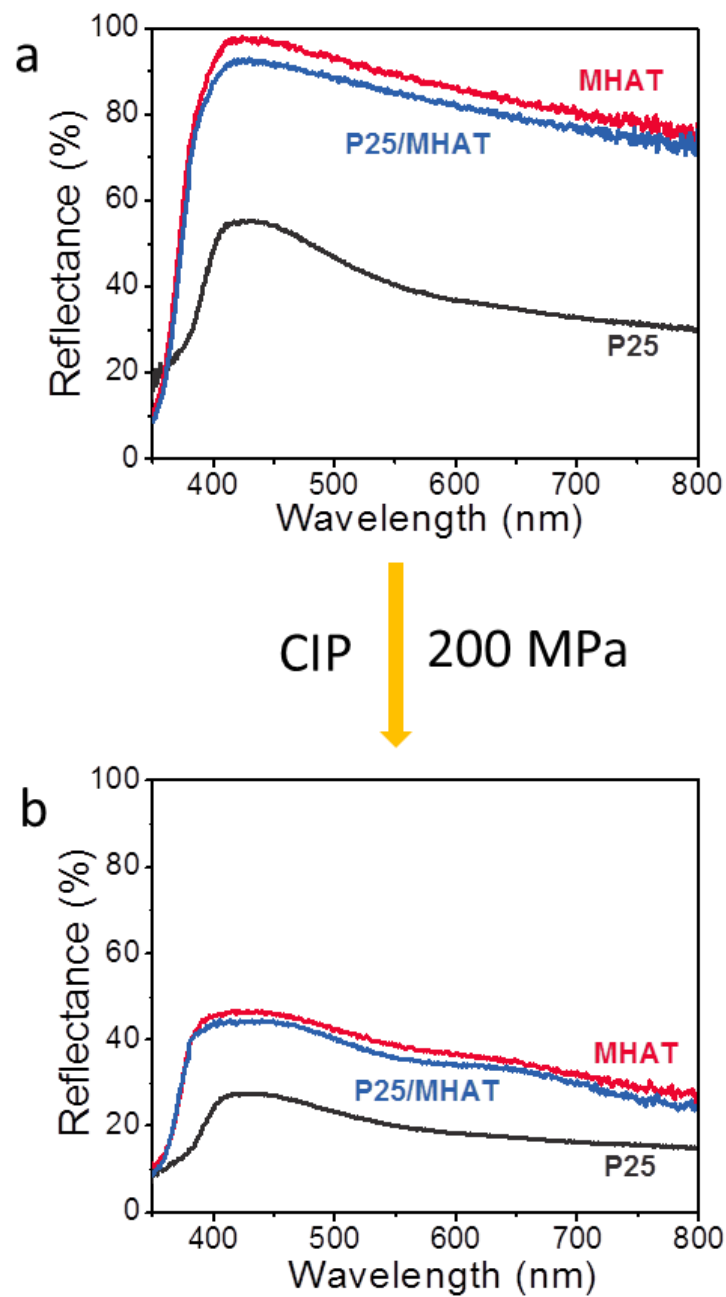 a
Reflectance (%)
100
80
60
40
20
0
MHAT
P25/MHAT
P25
400 500 600 700 800
Wavelength (nm)
CIP 200 MPa
b
Reflectance (%)
100
80
60
40
20
0
MHAT
P25/MHAT
P25
400 500 600 700 800
Wavelength (nm)